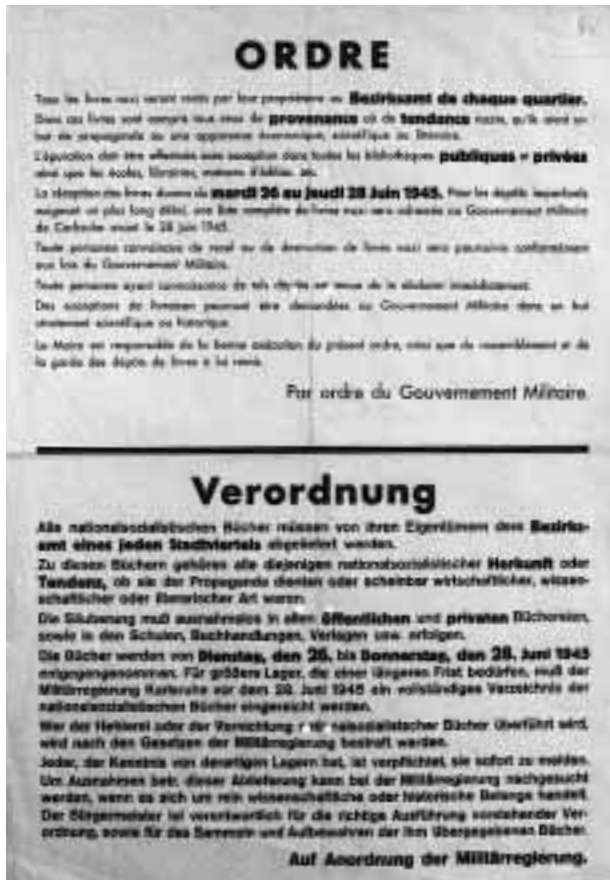 ORDRE
Tous les livres nazi seront remis par leur propriétaire au Bezirksamt de chaque quartier.
Dans ces livres sont compris tous ceux de provenance où de tendance nazie, qu'ils aient un
but de propagande ou une apparence économique, scientifique ou littéraire.
L'épuration doit être effectuée sans exception dans toutes les bibliothèques publiques et privées
ainsi que les écoles, librairies, maisons d'édition, etc.
La réception des livres durera du mardi 26 au jeudi 28 Juin 1945. Pour les dépôts importants
exigeant un plus long délai, une liste complète de livres nazi sera adressée au Gouvernement Militaire
de Carlsruhe avant le 28 juin 1945.
Toute personne convaincue de recel ou de destruction de livres nazi sera poursuivie conformément
aux lois du Gouvernement Militaire.
Toute personne ayant connaissance de tels dépôts est tenue de le déclarer immédiatement.
Des exceptions de livraison peuvent être demandées au Gouvernement Militaire dans un but
strictement scientifique ou historique.
Le Maire est responsable de la bonne exécution du présent ordre, ainsi que du rassemblement et de
la garde des dépôts de livres à lui remis.
Par ordre du Gouvernement Militaire.
Verordnung
Alle nationalsozialistischen Bücher müssen von ihren Eigentümern dem Bezirks-
amt eines jeden Stadtviertels abgeliefert werden.
Zu diesen Büchern gehören alle diejenigen nationalsozialistischer Herkunft oder
Tendenz, ob sie der Propaganda dienten oder scheinbar wirtschaftlicher, wissen-
schaftlicher oder literarischer Art waren.
Die Säuberung muß ausnahmslos in allen öffentlichen und privaten Büchereien,
sowie in den Schulen, Buchhandlungen, Verlagen usw. erfolgen.
Die Bücher werden von Dienstag, den 26. bis Donnerstag, den 28. Juni 1945
entgegengenommen. Für größere Lager, die einer längeren Frist bedürfen, muß der
Militärregierung Karlsruhe vor dem 28. Juni 1945 ein vollständiges Verzeichnis der
nationalsozialistischen Bücher eingereicht werden.
Wer der Hehlerei oder der Vernichtung nationalsozialistischer Bücher überführt wird,
wird nach den Gesetzen der Militärregierung bestraft werden.
Jeder, der Kenntnis von derartigen Lagern hat, ist verpflichtet, sie sofort zu melden.
Um Ausnahmen betr. dieser Ablieferung kann bei der Militärregierung nachgesucht
werden, wenn es sich um rein wissenschaftliche oder historische Belange handelt.
Der Bürgermeister ist verantwortlich für die richtige Ausführung vorstehender Ver-
ordnung, sowie für das Sammeln und Aufbewahren der ihm übergegebenen Bücher.
Auf Anordnung der Militärregierung.